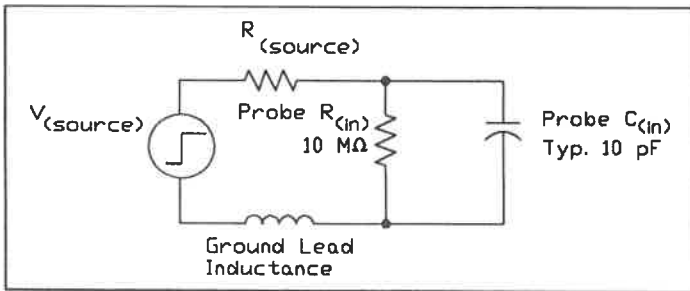 R(source)
Probe R(in)
10 MΩ
V(source)
Probe C(in)
Typ. 10 pF
Ground Lead
Inductance